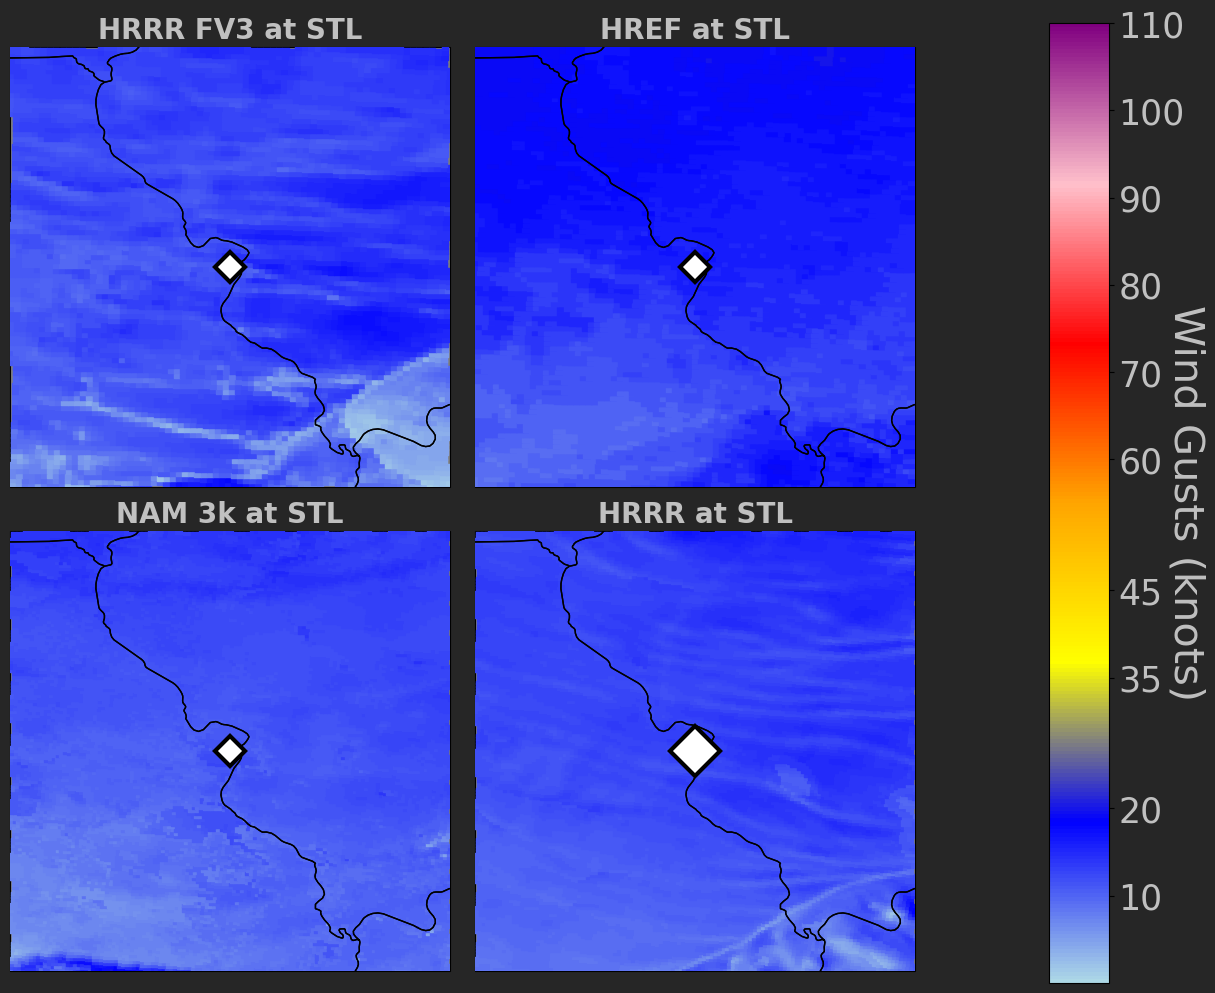 HRRR FV3 at STL
HREF at STL
NAM 3k at STL
HRRR at STL
110
100
90
80
70
60
45
35
20
10
Wind Gusts (knots)